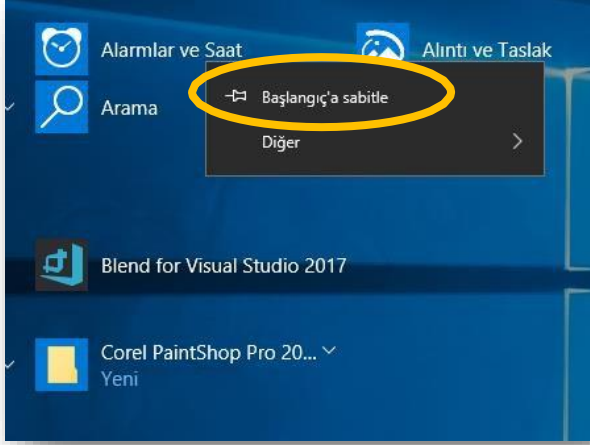 Alarmlar ve Saat
Alıntı ve Taslak
Başlangıç'a sabitle
Arama
Diğer
Blend for Visual Studio 2017
Corel PaintShop Pro 20...
Yeni